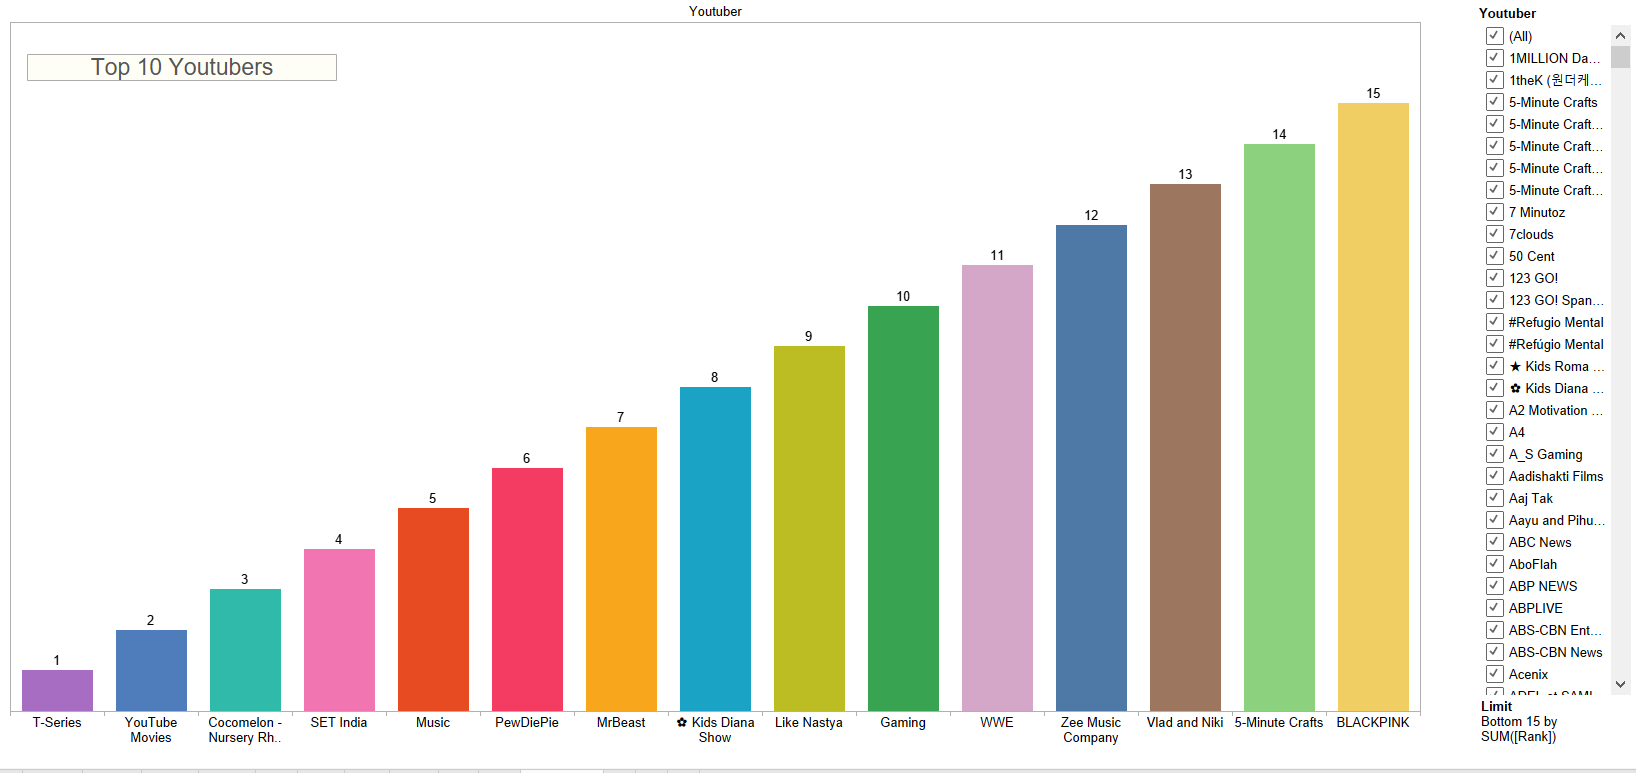 Youtuber
Top 10 Youtubers
1
2
3
4
5
6
7
8
9
10
11
12
13
14
15
T-Series
YouTube
Movies
Cocomelon -
Nursery Rh..
SET India
Music
PewDiePie
MrBeast
✿ Kids Diana
Show
Like Nastya
Gaming
WWE
Zee Music
Company
Vlad and Niki
5-Minute Crafts
BLACKPINK
Youtuber
(All)
1MILLION Da...
1theK (원더케...
5-Minute Crafts
5-Minute Craft...
5-Minute Craft...
5-Minute Craft...
5-Minute Craft...
7 Minutoz
7clouds
50 Cent
123 GO!
123 GO! Span...
#Refugio Mental
#Refúgio Mental
★ Kids Roma ...
✿ Kids Diana ...
A2 Motivation ...
A4
A_S Gaming
Aadishakti Films
Aaj Tak
Aayu and Pihu...
ABC News
AboFlah
ABP NEWS
ABPLIVE
ABS-CBN Ent...
ABS-CBN News
Acenix
Limit
Bottom 15 by
SUM([Rank])